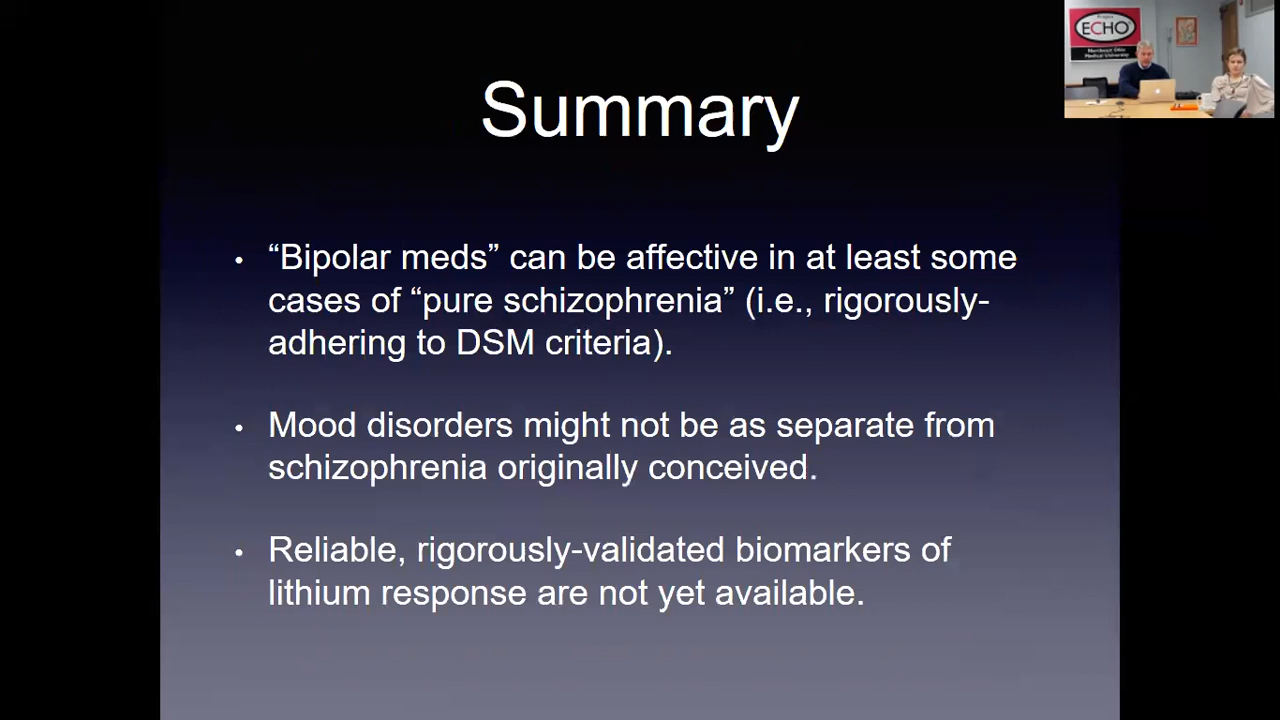 Summary
• “Bipolar meds” can be affective in at least some
cases of “pure schizophrenia” (i.e., rigorously-
adhering to DSM criteria).
• Mood disorders might not be as separate from
schizophrenia originally conceived.
• Reliable, rigorously-validated biomarkers of
lithium response are not yet available.
ECHO
Northeast Ohio
Medical University